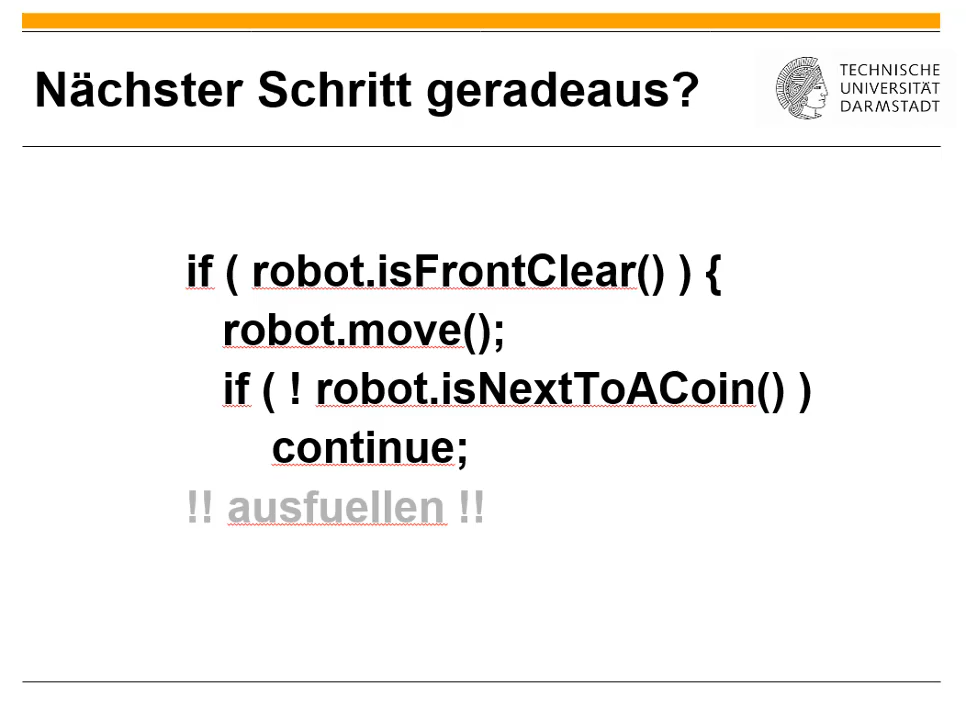 Nächster Schritt geradeaus?
TECHNISCHE
UNIVERSITÄT
DARMSTADT
if ( robot.isFrontClear() ) {
robot.move();
if ( ! robot.isNextToACoin() )
continue;
!! ausfuellen !!